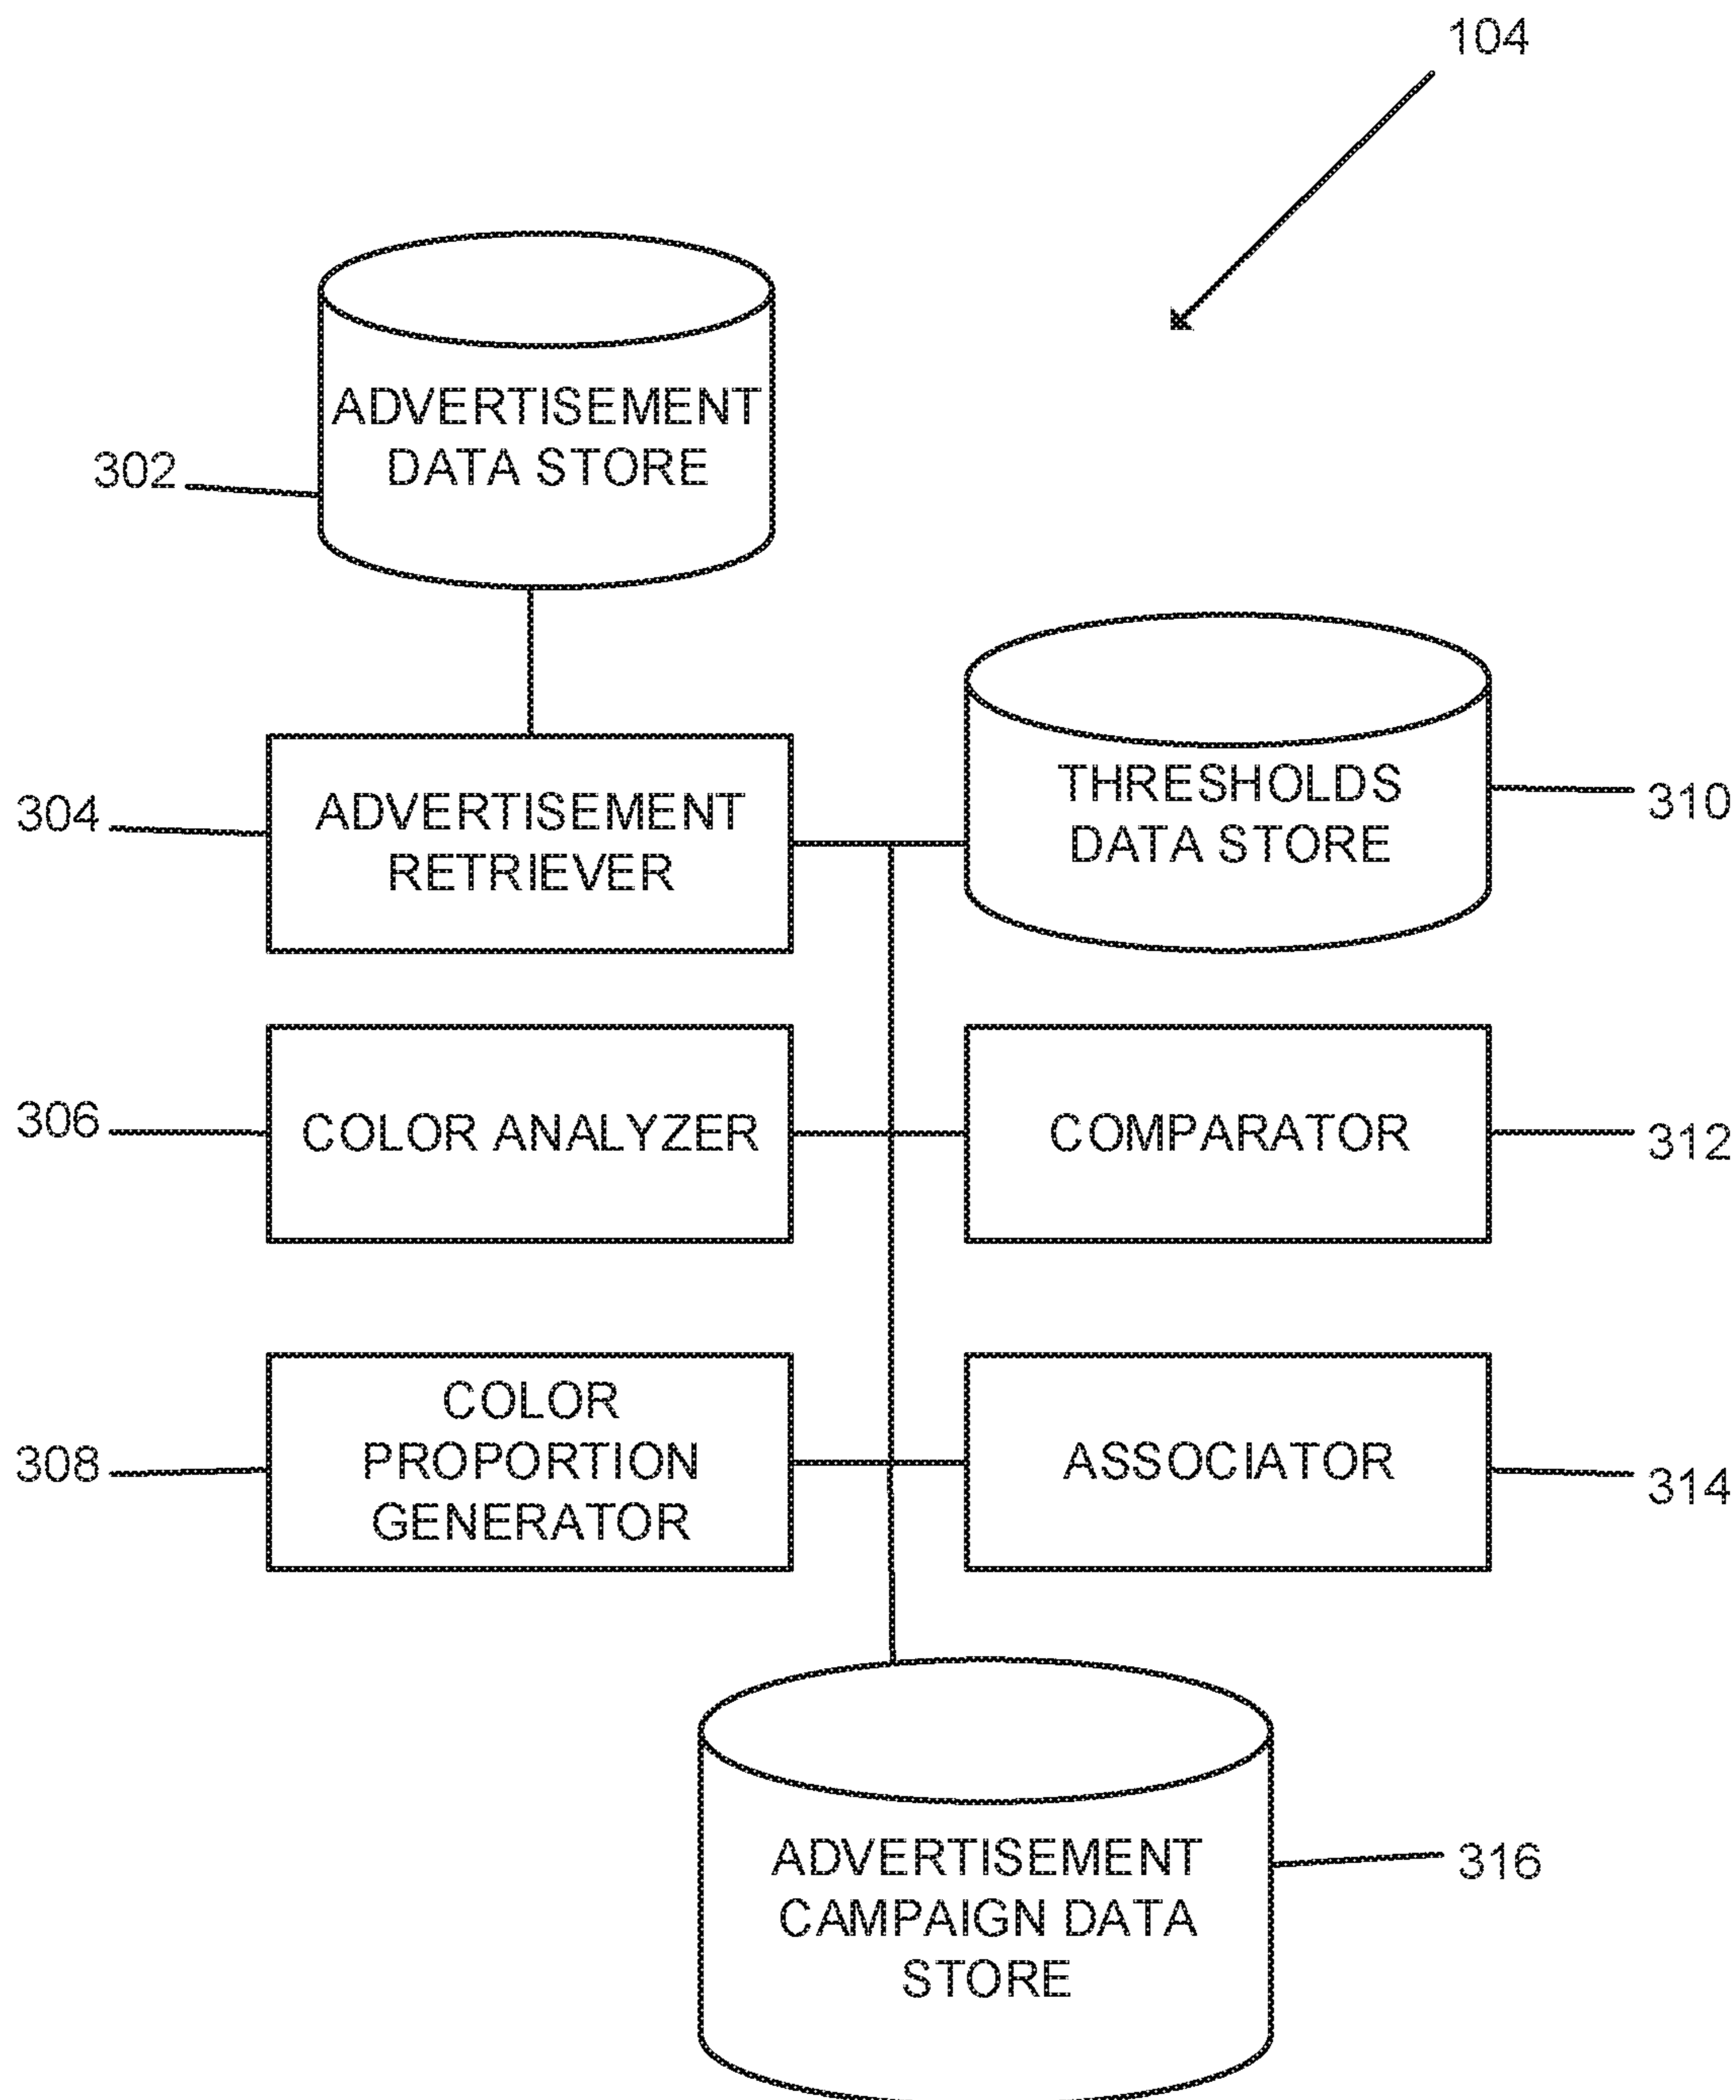 104
ADVERTISEMENT
DATA STORE
302
THRESHOLDS
DATA STORE
310
304
ADVERTISEMENT
RETRIEVER
306
COLOR ANALYZER
COMPARATOR
312
COLOR
PROPORTION
GENERATOR
308
ASSOCIATOR
314
ADVERTISEMENT
CAMPAIGN DATA
STORE
316